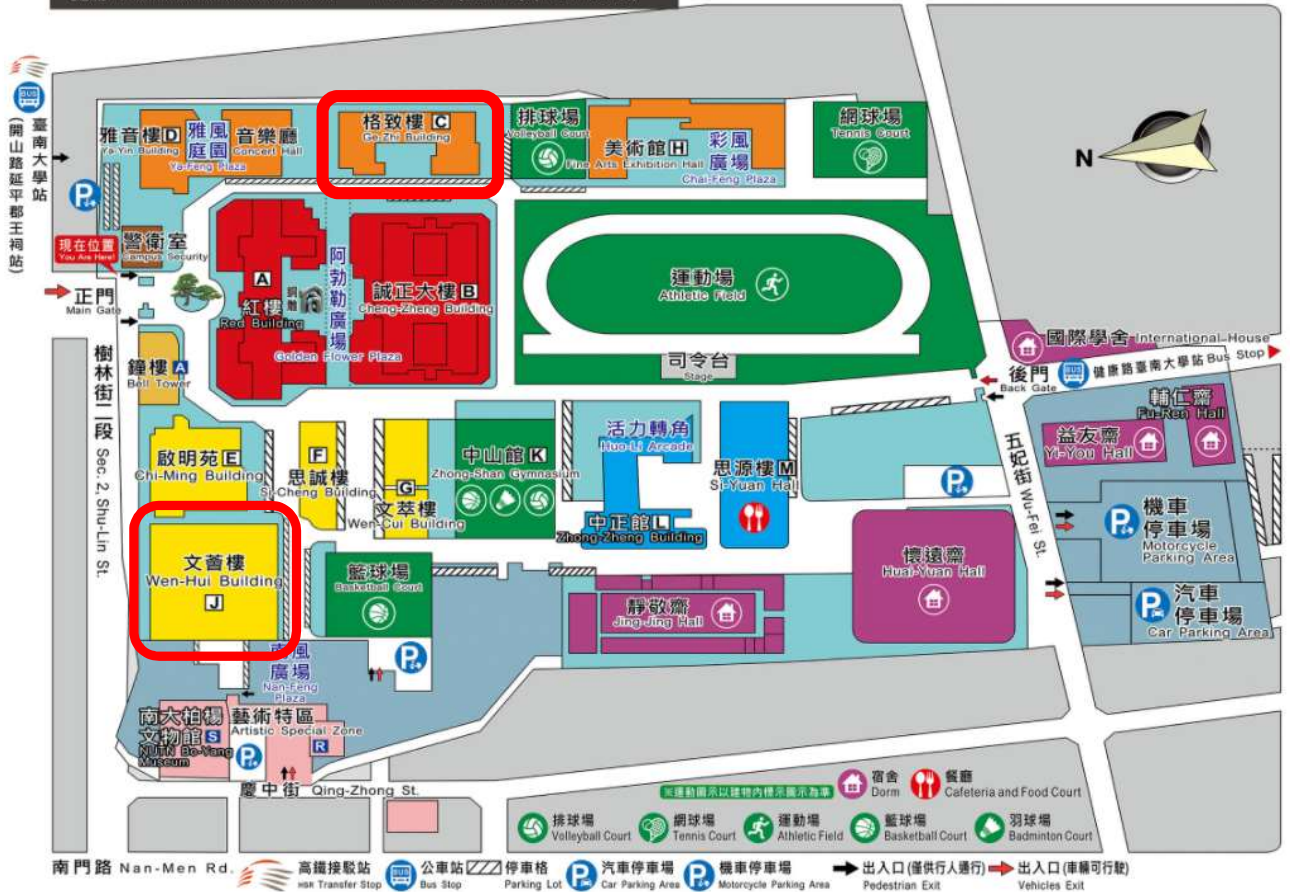 臺南大學站
(開山路延平郡王祠站)
雅音樓 D
Ya-Yin Building
雅風
庭園
Ya-Feng Plaza
音樂廳
Concert Hall
格致樓 C
Ge-Zhi Building
排球場
Volleyball Court
美術館 H
Fine Arts Exhibition Hall
彩風
廣場
Chai-Feng Plaza
網球場
Tennis Court
N
現在位置
You Are Here!
警衛室
Campus Security
正門
Main Gate
A
紅樓
Red Building
阿勃勒廣場
Golden Flower Plaza
誠正大樓 B
Cheng-Zheng Building
運動場
Athletic Field
司令台
Stage
國際學舍 International House
BUS
健康路臺南大學站 Bus Stop
後門
Back Gate
樹林街二段 Sec. 2, Shu-Lin St.
鐘樓 A
Bell Tower
啟明苑 E
Chi-Ming Building
F
思誠樓
Si-Cheng Building
G
文萃樓
Wen-Cui Building
中山館 K
Zhong-Shan Gymnasium
活力轉角
Huo-Li Arcade
中正館 L
Zhong-Zheng Building
思源樓 M
Si-Yuan Hall
五妃街 Wu-Fei St.
輔仁齋
Fu-Ren Hall
益友齋
Yi-You Hall
機車
停車場
Motorcycle
Parking Area
汽車
停車場
Car Parking Area
文薈樓
Wen-Hui Building
J
籃球場
Basketball Court
靜敬齋
Jing-Jing Hall
懷遠齋
Huai-Yuan Hall
南風
廣場
Nan-Feng
Plaza
南大柏楊
文物館 S
NUTN Bo-Yang
Museum
藝術特區
Artistic Special Zone
R
慶中街 Qing-Zhong St.
※運動圖示以建物內標示圖示為準
宿舍
Dorm
餐廳
Cafeteria and Food Court
排球場
Volleyball Court
網球場
Tennis Court
運動場
Athletic Field
籃球場
Basketball Court
羽球場
Badminton Court
南門路 Nan-Men Rd.
高鐵接駁站
HSR Transfer Stop
BUS
公車站
Bus Stop
停車格
Parking Lot
汽車停車場
Car Parking Area
機車停車場
Motorcycle Parking Area
出入口(僅供行人通行)
Pedestrian Exit
出入口(車輛可行駛)
Vehicles Exit